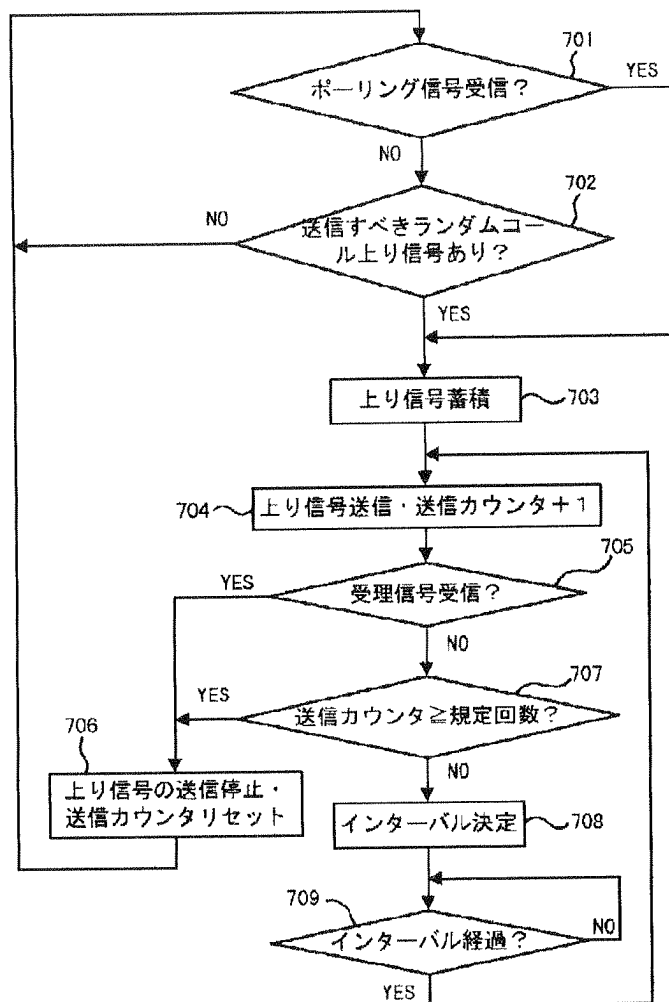 701
ポーリング信号受信？
YES
NO
702
送信すべきランダムコー
ル上り信号あり？
NO
YES
上り信号蓄積
703
704
上り信号送信・送信カウンタ＋１
705
受理信号受信？
YES
NO
707
送信カウンタ≧規定回数？
YES
NO
706
上り信号の送信停止・
送信カウンタリセット
インターバル決定
708
709
インターバル経過？
NO
YES